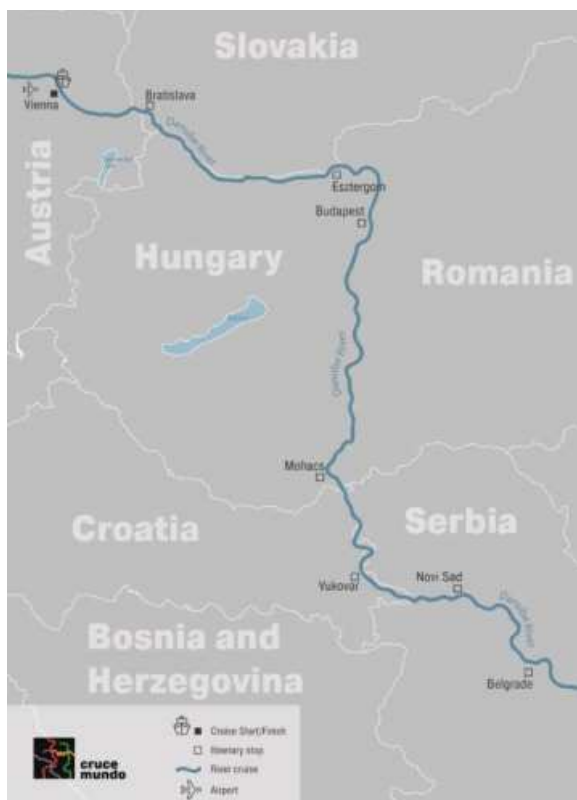 Slovakia
Vienna
Bratislava
Danube River
Esztergom
Budapest
Austria
Hungary
Romania
Danube River
Mohacs
Croatia
Serbia
Vukovar
Novi Sad
Danube River
Bosnia and
Herzegovina
Belgrade
Cruise Start/Finish
Itinerary stop
River cruise
Airport
cruce
mundo